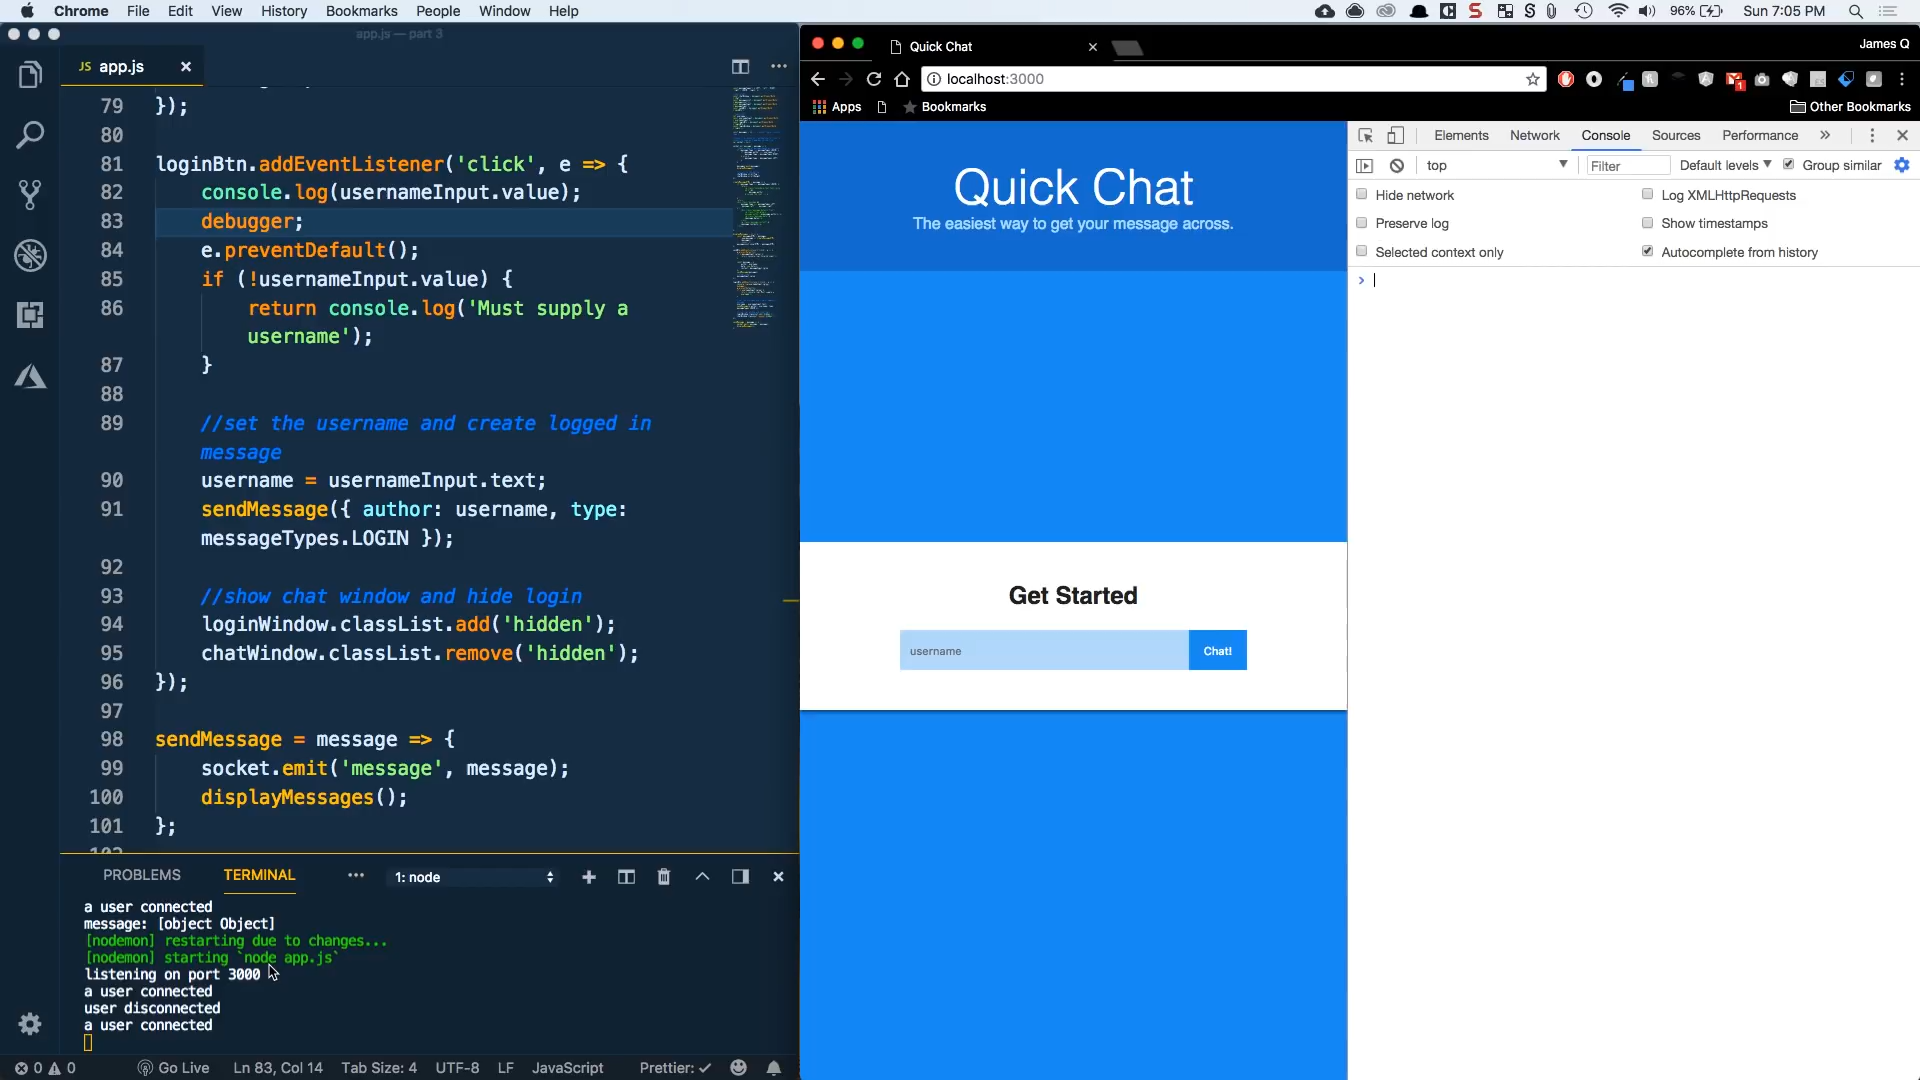 Chrome File Edit View History Bookmarks People Window Help
96% Sun 7:05 PM
app.js — part 3
JS app.js
79 });
80
81 loginBtn.addEventListener('click', e => {
82 console.log(usernameInput.value);
83 debugger;
84 e.preventDefault();
85 if (!usernameInput.value) {
86 return console.log('Must supply a
username');
87 }
88
89 //set the username and create logged in
message
90 username = usernameInput.text;
91 sendMessage({ author: username, type:
messageTypes.LOGIN });
92
93 //show chat window and hide login
94 loginWindow.classList.add('hidden');
95 chatWindow.classList.remove('hidden');
96 });
97
98 sendMessage = message => {
99 socket.emit('message', message);
100 displayMessages();
101 };
PROBLEMS TERMINAL 1: node
a user connected
message: [object Object]
[nodemon] restarting due to changes...
[nodemon] starting `node app.js`
listening on port 3000
a user connected
user disconnected
a user connected
0 0 Go Live Ln 83, Col 14 Tab Size: 4 UTF-8 LF JavaScript Prettier: ✓
Quick Chat
James Q
localhost:3000
Apps Bookmarks Other Bookmarks
Quick Chat
The easiest way to get your message across.
Get Started
username Chat!
Elements Network Console Sources Performance
top Filter Default levels Group similar
Hide network Log XMLHttpRequests
Preserve log Show timestamps
Selected context only Autocomplete from history